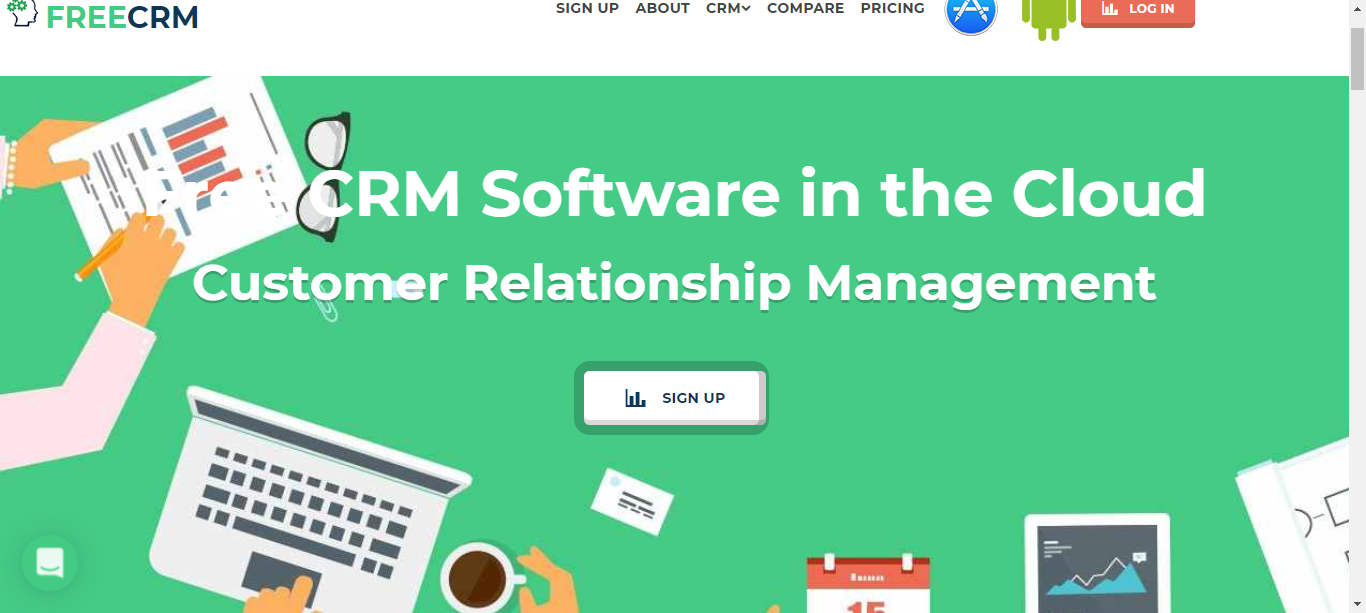 FREECRM
SIGN UP ABOUT CRM COMPARE PRICING LOG IN
free CRM Software in the Cloud
Customer Relationship Management
SIGN UP
15